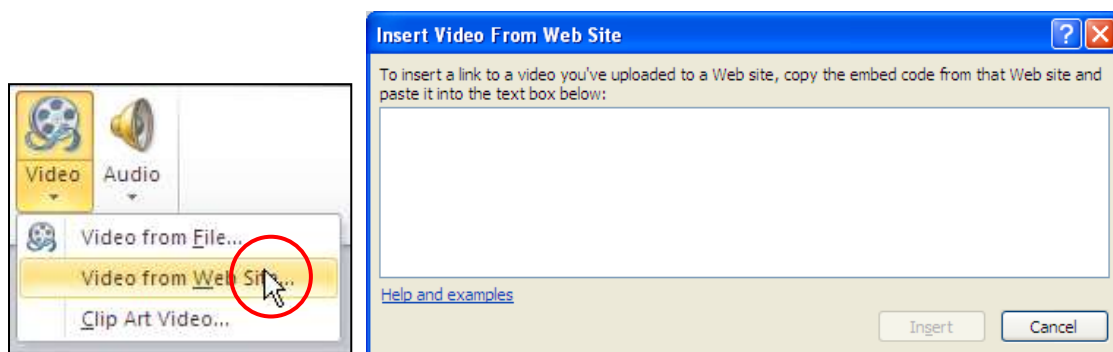 Video Audio
Video from File...
Video from Web Site...
Clip Art Video...
Insert Video From Web Site
To insert a link to a video you've uploaded to a Web site, copy the embed code from that Web site and
paste it into the text box below:
Help and examples
Insert Cancel